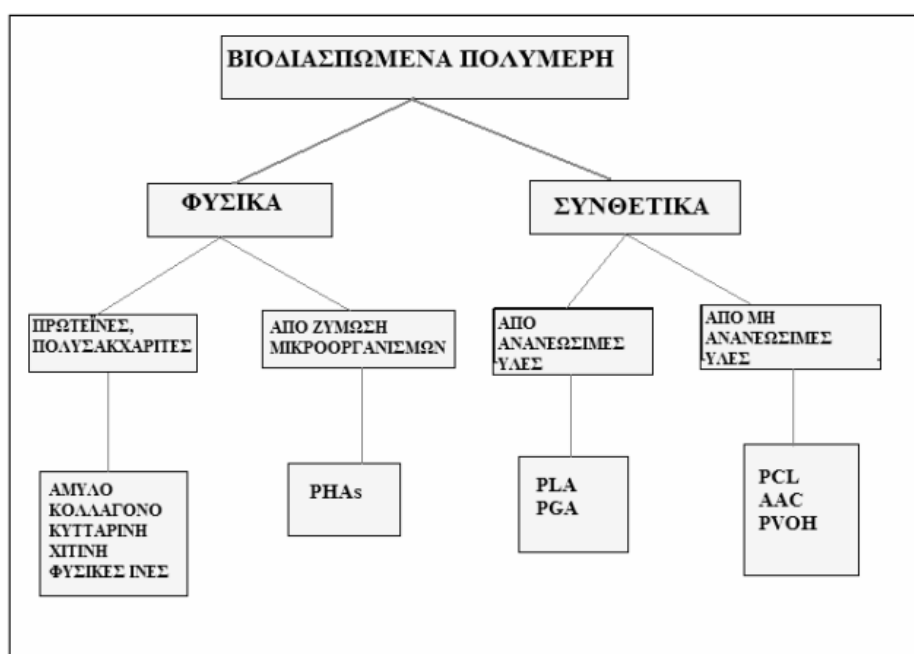 ΒΙΟΔΙΑΣΠΩΜΕΝΑ ΠΟΛΥΜΕΡΗ
ΦΥΣΙΚΑ
ΣΥΝΘΕΤΙΚΑ
ΠΡΩΤΕΪΝΕΣ,
ΠΟΛΥΣΑΚΧΑΡΙΤΕΣ
ΑΠΟ ΖΥΜΩΣΗ
ΜΙΚΡΟΟΡΓΑΝΙΣΜΩΝ
ΑΠΟ
ΑΝΑΝΕΩΣΙΜΕΣ
ΥΛΕΣ
ΑΠΟ ΜΗ
ΑΝΑΝΕΩΣΙΜΕΣ
ΥΛΕΣ
ΑΜΥΛΟ
ΚΟΛΛΑΓΟΝΟ
ΚΥΤΤΑΡΙΝΗ
ΧΙΤΙΝΗ
ΦΥΣΙΚΕΣ ΙΝΕΣ
PHAs
PLA
PGA
PCL
AAC
PVOH